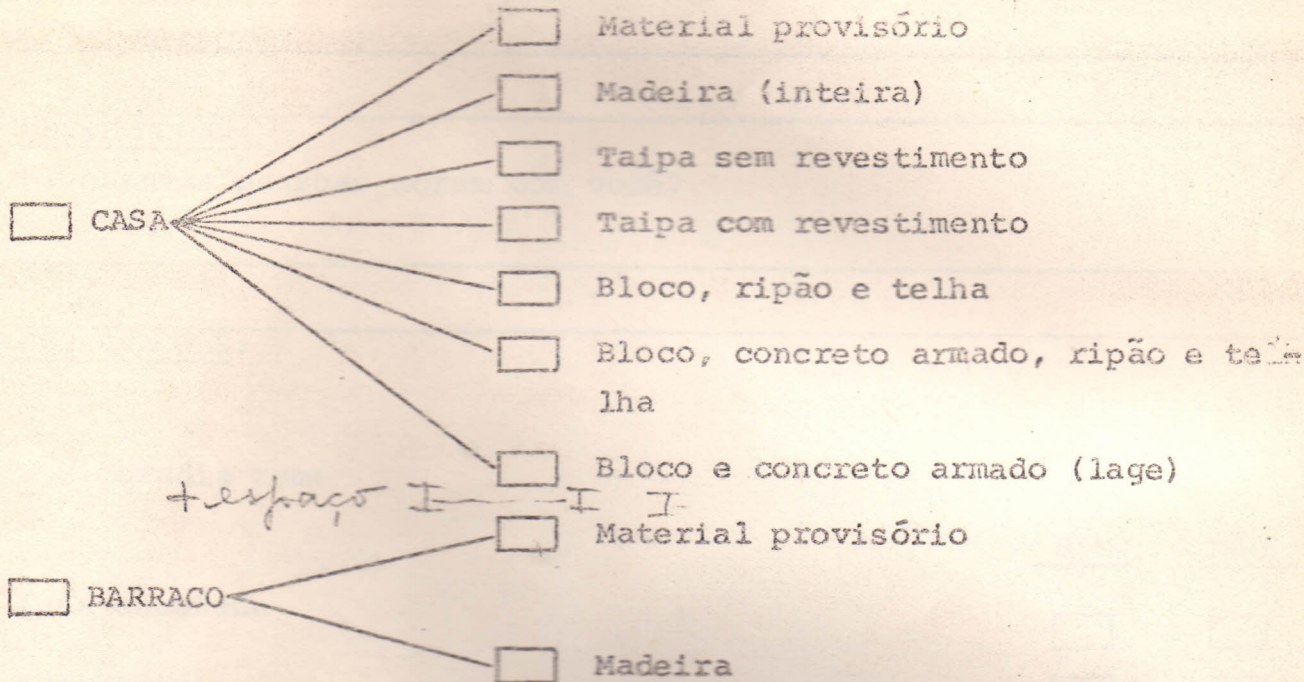 Material provisório
Madeira (inteira)
Taipa sem revestimento
CASA
Taipa com revestimento
Bloco, ripão e telha
Bloco, concreto armado, ripão e te-
lha
Bloco e concreto armado (lage)
+ espaço
Material provisório
BARRACO
Madeira